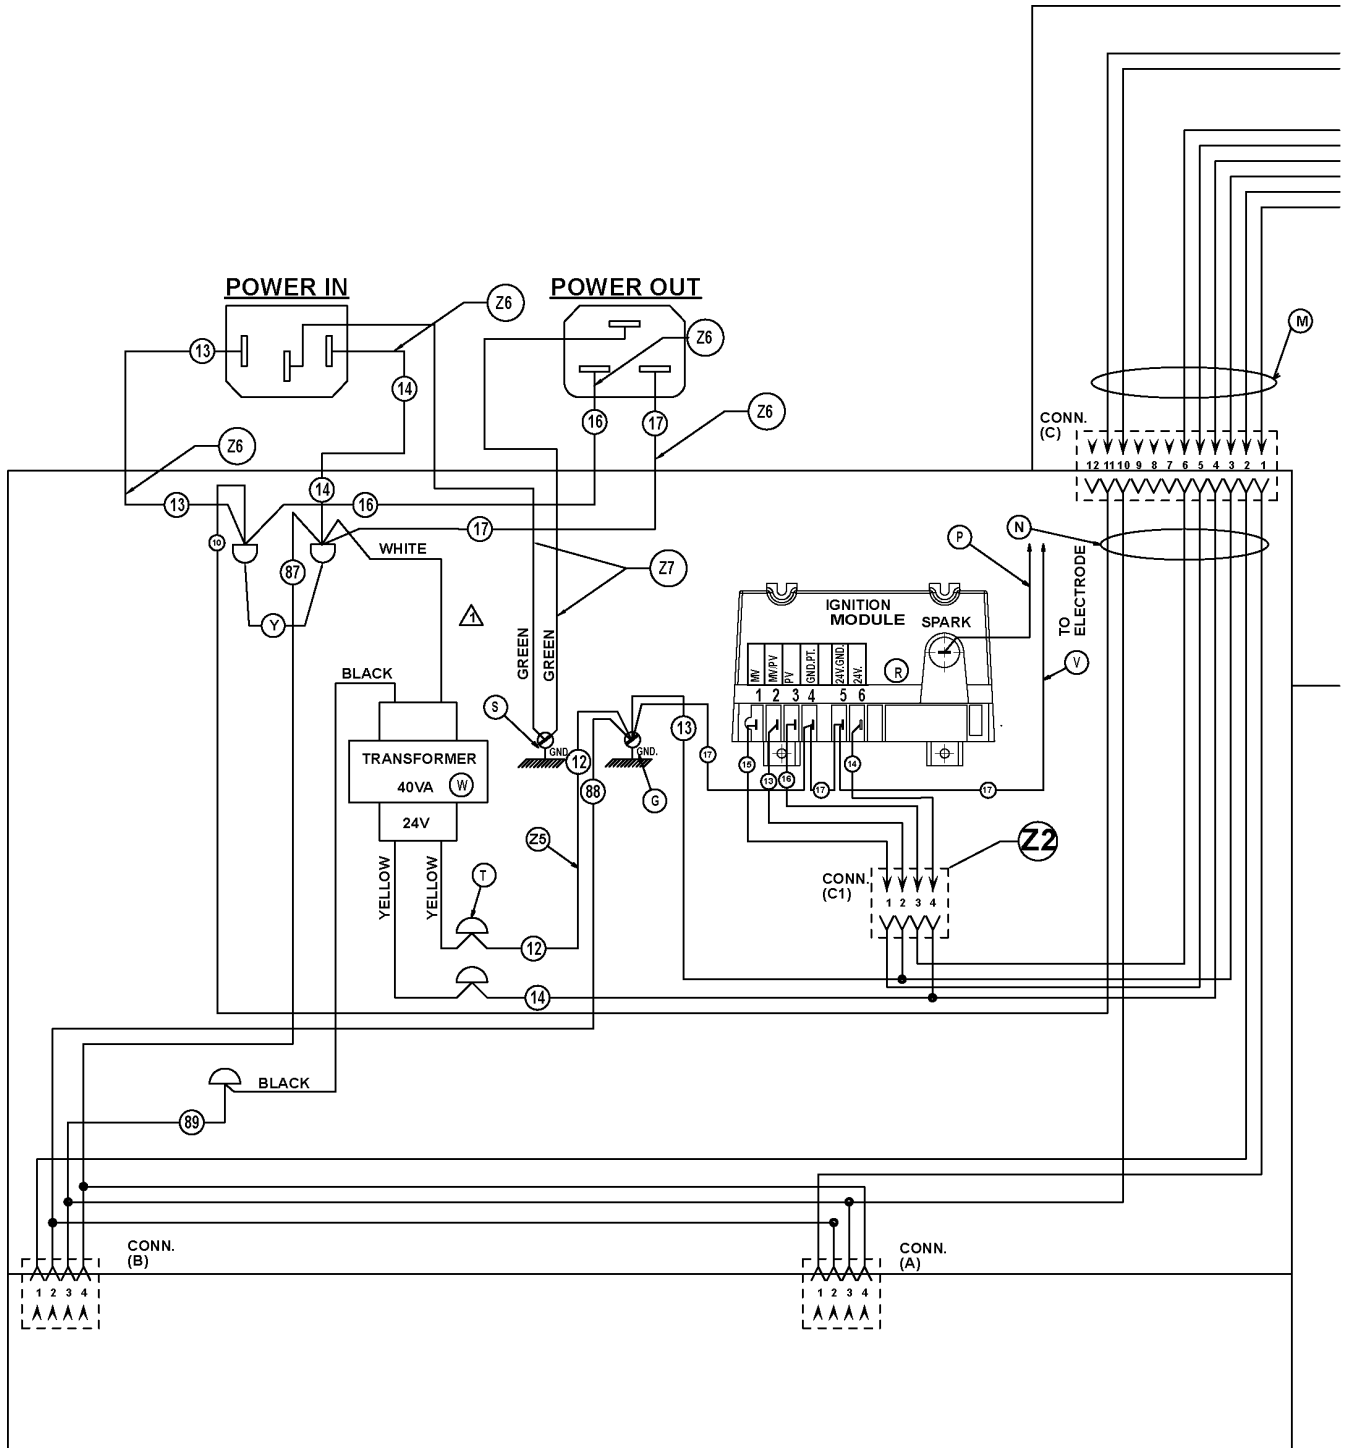 POWER IN
POWER OUT
Z6
Z6
13
14
16
17
Z6
Z6
M
CONN.
(C)
12 11 10 9 8 7 6 5 4 3 2 1
13
14
16
17
10
87
WHITE
Y
1
Z7
GREEN
GREEN
P
N
TO
ELECTRODE
V
IGNITION
MODULE
SPARK
MV
MV/PV
PV
GND.PT.
24V.GND.
24V.
R
1 2 3 4 5 6
BLACK
S
GND.
GND.
12
88
13
17
G
TRANSFORMER
40VA
W
24V
15
13
16
17
14
17
Z5
Z2
YELLOW
YELLOW
T
CONN.
(C1)
1 2 3 4
12
14
BLACK
89
CONN.
(B)
1 2 3 4
CONN.
(A)
1 2 3 4